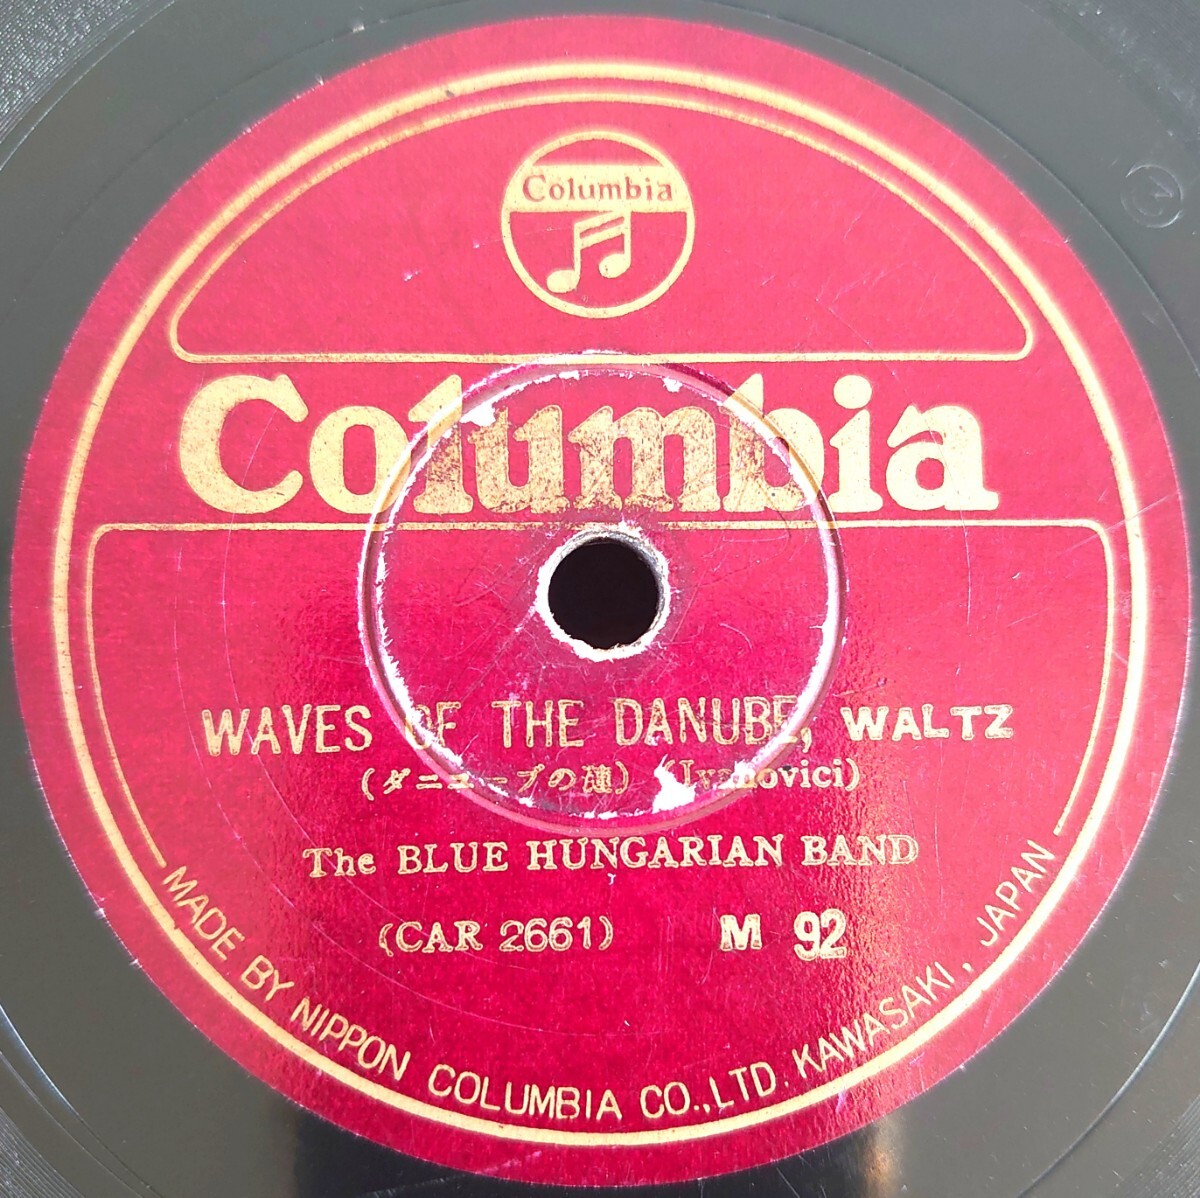 Columbia
Columbia
WAVES OF THE DANUBE, WALTZ
(ダニューブの漣) (Ivanovici)
The BLUE HUNGARIAN BAND
(CAR 2661) M 92
MADE BY NIPPON COLUMBIA CO., LTD. KAWASAKI, JAPAN